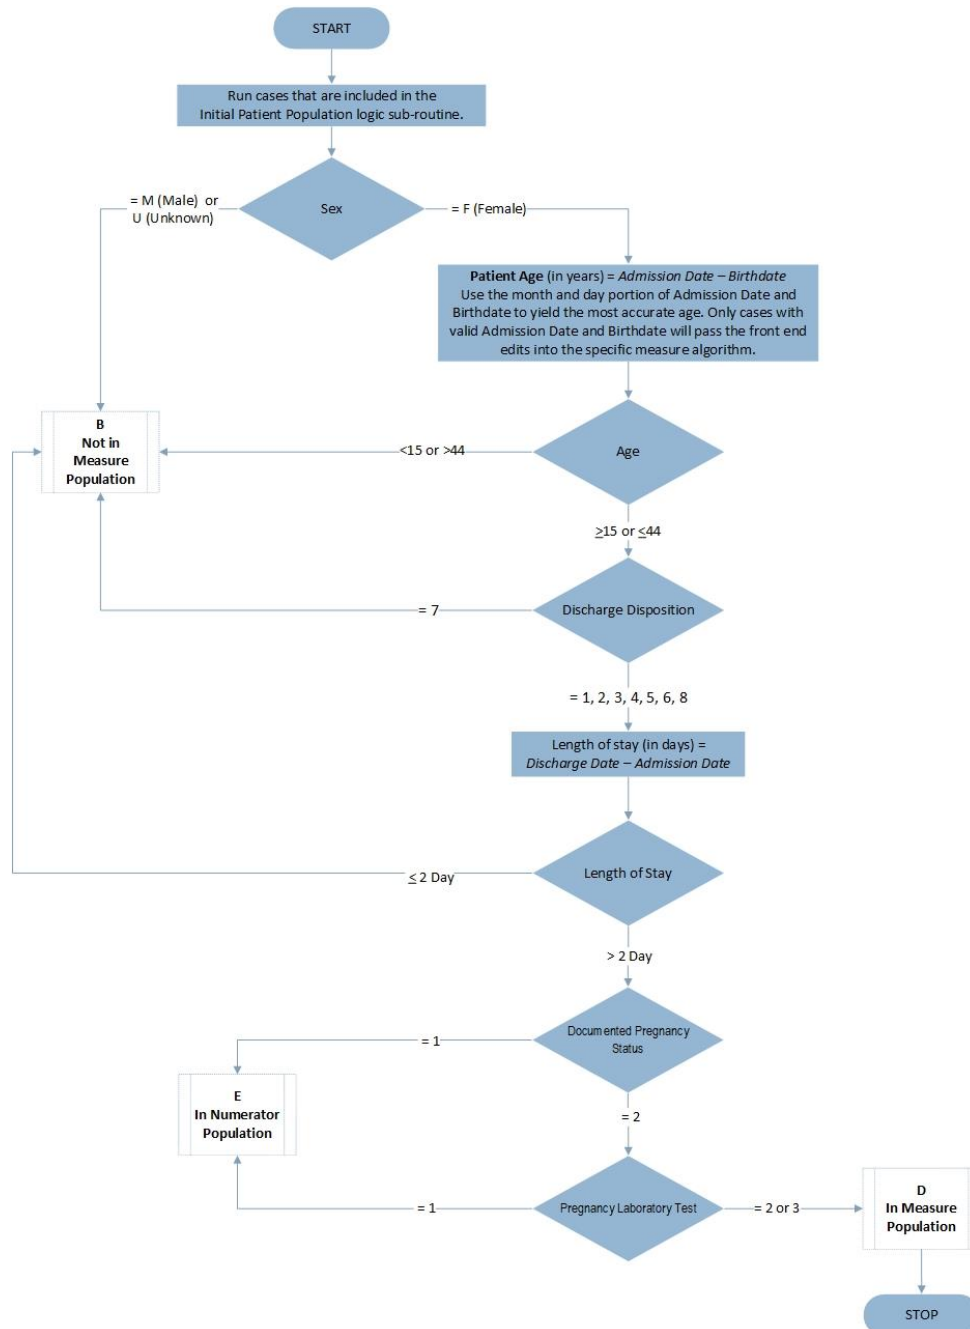 START
Run cases that are included in the
Initial Patient Population logic sub-routine.
Sex
= M (Male) or
U (Unknown)
= F (Female)
Patient Age (in years) = Admission Date – Birthdate
Use the month and day portion of Admission Date and
Birthdate to yield the most accurate age. Only cases with
valid Admission Date and Birthdate will pass the front end
edits into the specific measure algorithm.
B
Not in
Measure
Population
<15 or >44
Age
≥15 or ≤44
= 7
Discharge Disposition
= 1, 2, 3, 4, 5, 6, 8
Length of stay (in days) =
Discharge Date – Admission Date
≤ 2 Day
Length of Stay
> 2 Day
Documented Pregnancy
Status
= 1
E
In Numerator
Population
= 2
= 1
Pregnancy Laboratory Test
= 2 or 3
D
In Measure
Population
STOP